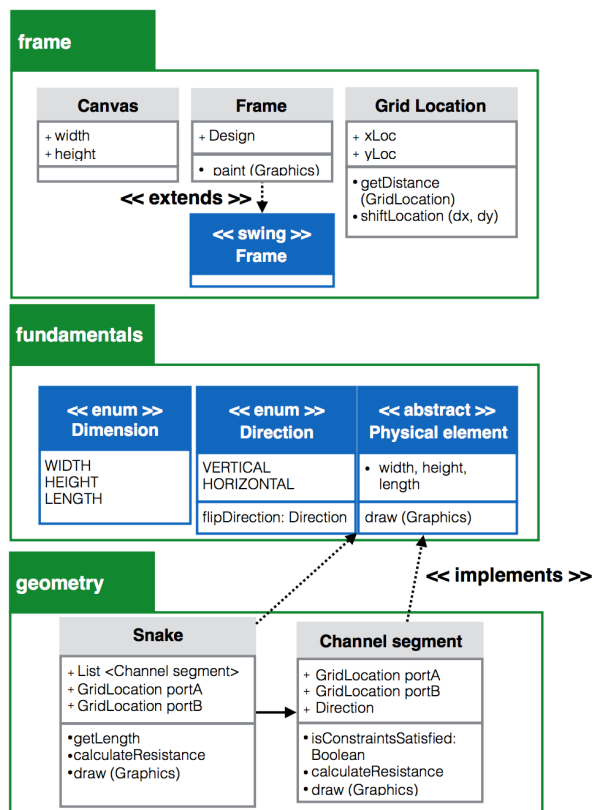 frame
Canvas
+ width
+ height
Frame
+ Design
• paint (Graphics)
Grid Location
+ xLoc
+ yLoc
• getDistance
(GridLocation)
• shiftLocation (dx, dy)
<< extends >>
<< swing >>
Frame
fundamentals
<< enum >>
Dimension
WIDTH
HEIGHT
LENGTH
<< enum >>
Direction
VERTICAL
HORIZONTAL
flipDirection: Direction
<< abstract >>
Physical element
• width, height,
length
draw (Graphics)
<< implements >>
geometry
Snake
+ List <Channel segment>
+ GridLocation portA
+ GridLocation portB
• getLength
• calculateResistance
• draw (Graphics)
Channel segment
+ GridLocation portA
+ GridLocation portB
+ Direction
• isConstraintsSatisfied:
Boolean
• calculateResistance
• draw (Graphics)